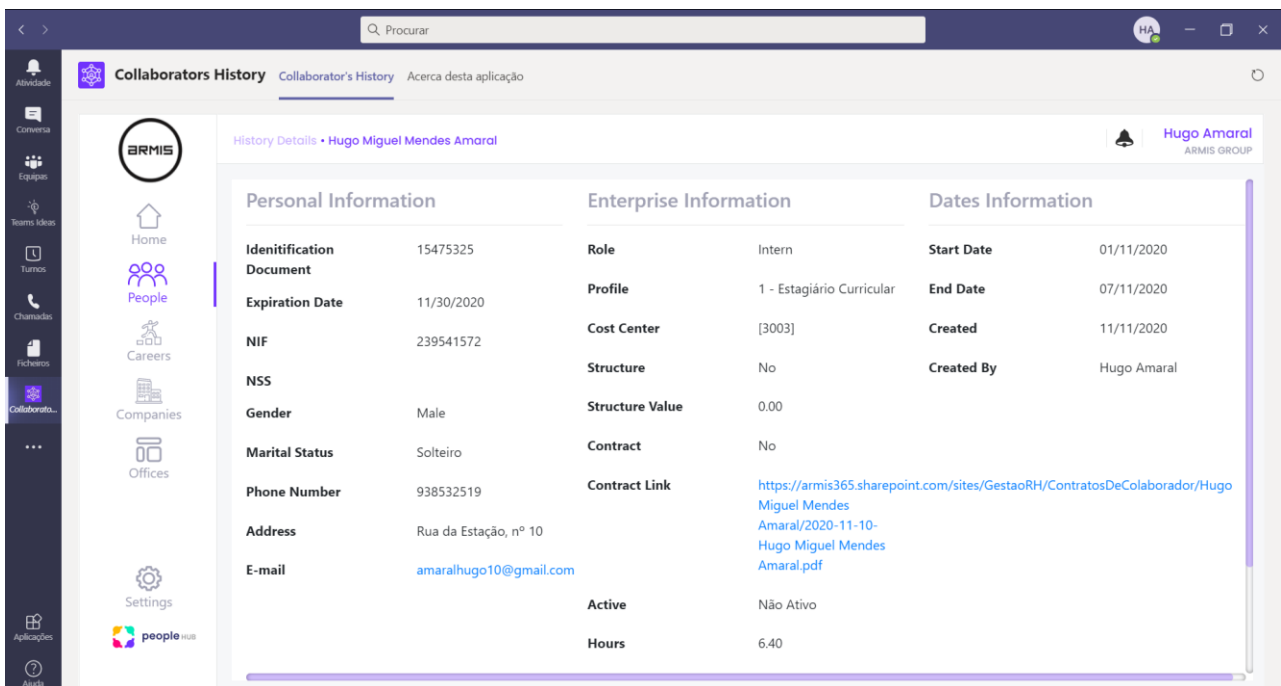 Procurar
HA
Atividade
Conversa
Equipas
Teams Ideas
Turnos
Chamadas
Ficheiros
Collaborato...
Aplicações
Ajuda
Collaborators History
Collaborator's History
Acerca desta aplicação
ARMIS
Home
People
Careers
Companies
Offices
Settings
people HUB
History Details • Hugo Miguel Mendes Amaral
Hugo Amaral
ARMIS GROUP
Personal Information
Idenitification
Document
15475325
Expiration Date 11/30/2020
NIF 239541572
NSS
Gender Male
Marital Status Solteiro
Phone Number 938532519
Address Rua da Estação, nº 10
E-mail amaralhugo10@gmail.com
Enterprise Information
Role Intern
Profile 1 - Estagiário Curricular
Cost Center [3003]
Structure No
Structure Value 0.00
Contract No
Contract Link https://armis365.sharepoint.com/sites/GestaoRH/ContratosDeColaborador/Hugo
Miguel Mendes
Amaral/2020-11-10-
Hugo Miguel Mendes
Amaral.pdf
Active Não Ativo
Hours 6.40
Dates Information
Start Date 01/11/2020
End Date 07/11/2020
Created 11/11/2020
Created By Hugo Amaral